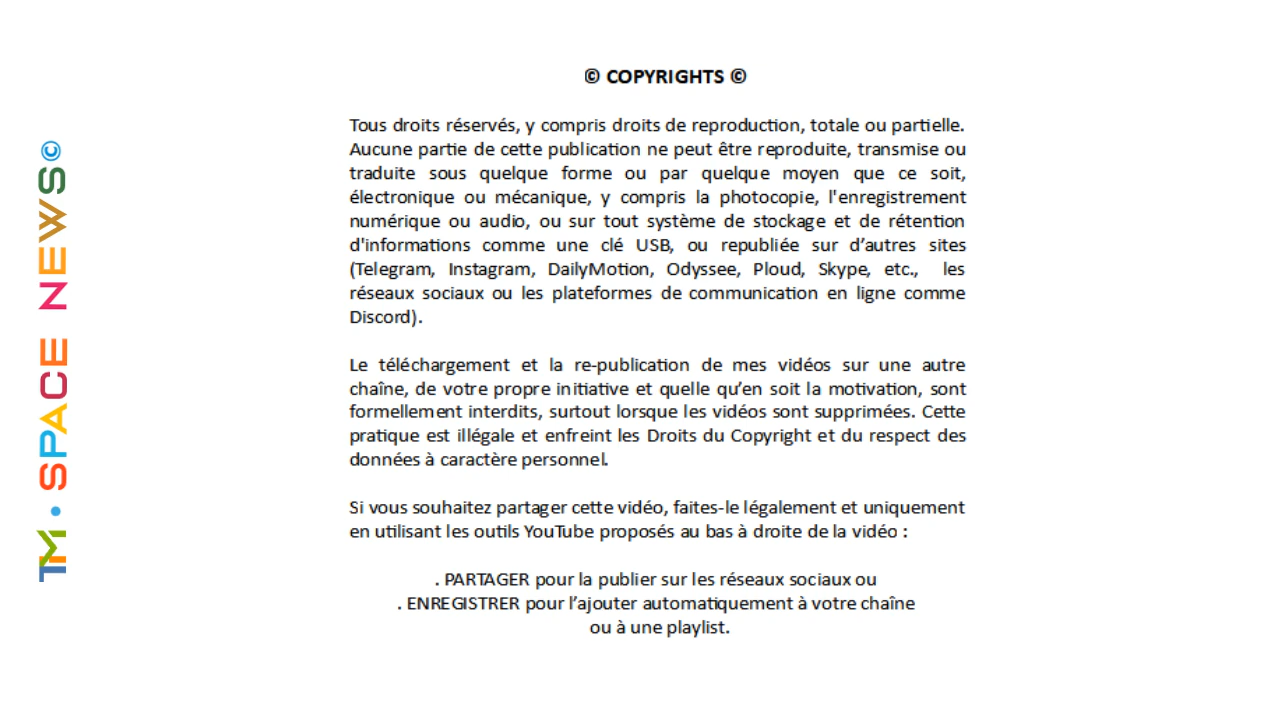 © COPYRIGHTS ©
Tous droits réservés, y compris droits de reproduction, totale ou partielle.
Aucune partie de cette publication ne peut être reproduite, transmise ou
traduite sous quelque forme ou par quelque moyen que ce soit,
électronique ou mécanique, y compris la photocopie, l'enregistrement
numérique ou audio, ou sur tout système de stockage et de rétention
d'informations comme une clé USB, ou republiée sur d’autres sites
(Telegram, Instagram, DailyMotion, Odyssee, Ploud, Skype, etc., les
réseaux sociaux ou les plateformes de communication en ligne comme
Discord).
Le téléchargement et la re-publication de mes vidéos sur une autre
chaîne, de votre propre initiative et quelle qu’en soit la motivation, sont
formellement interdits, surtout lorsque les vidéos sont supprimées. Cette
pratique est illégale et enfreint les Droits du Copyright et du respect des
données à caractère personnel.
Si vous souhaitez partager cette vidéo, faites-le légalement et uniquement
en utilisant les outils YouTube proposés au bas à droite de la vidéo :
. PARTAGER pour la publier sur les réseaux sociaux ou
. ENREGISTRER pour l’ajouter automatiquement à votre chaîne
ou à une playlist.
TM • SPACE NEWS©